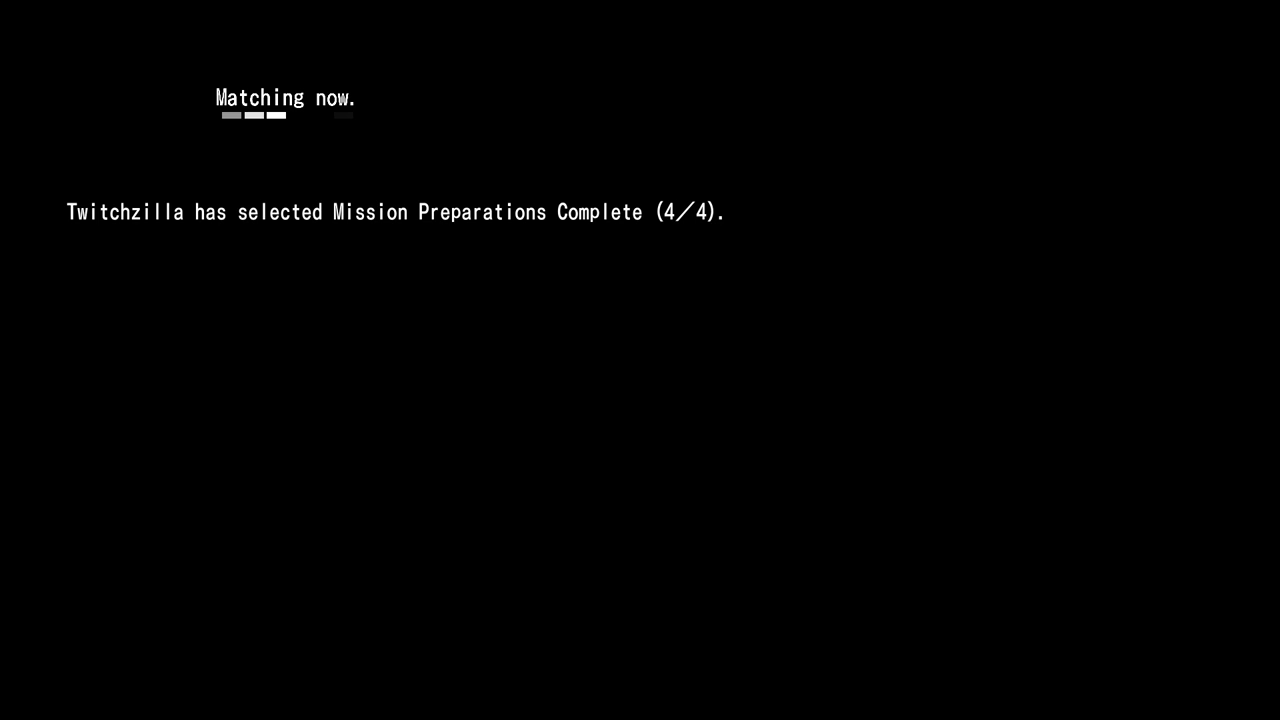 Matching now.
Twitchzilla has selected Mission Preparations Complete (4／4).